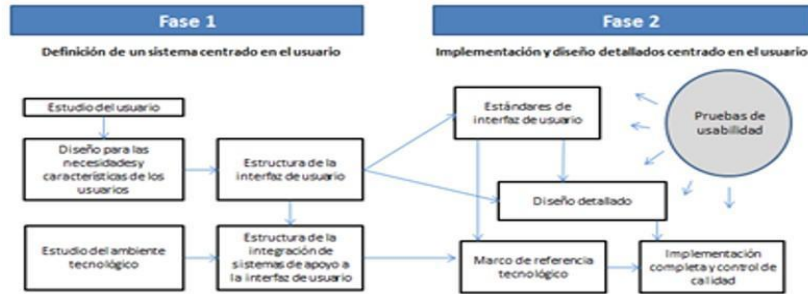 Fase 1
Fase 2
Definición de un sistema centrado en el usuario
Implementación y diseño detallados centrado en el usuario
Estudio del usuario
Diseño para las
necesidades y
características de los
usuarios
Estructura de la
interfaz de usuario
Estudio del ambiente
tecnológico
Estructura de la
integración de
sistemas de apoyo a
la interfaz de usuario
Estándares de
interfaz de usuario
Pruebas de
usabilidad
Diseño detallado
Marco de referencia
tecnológico
Implementación
completa y control de
calidad